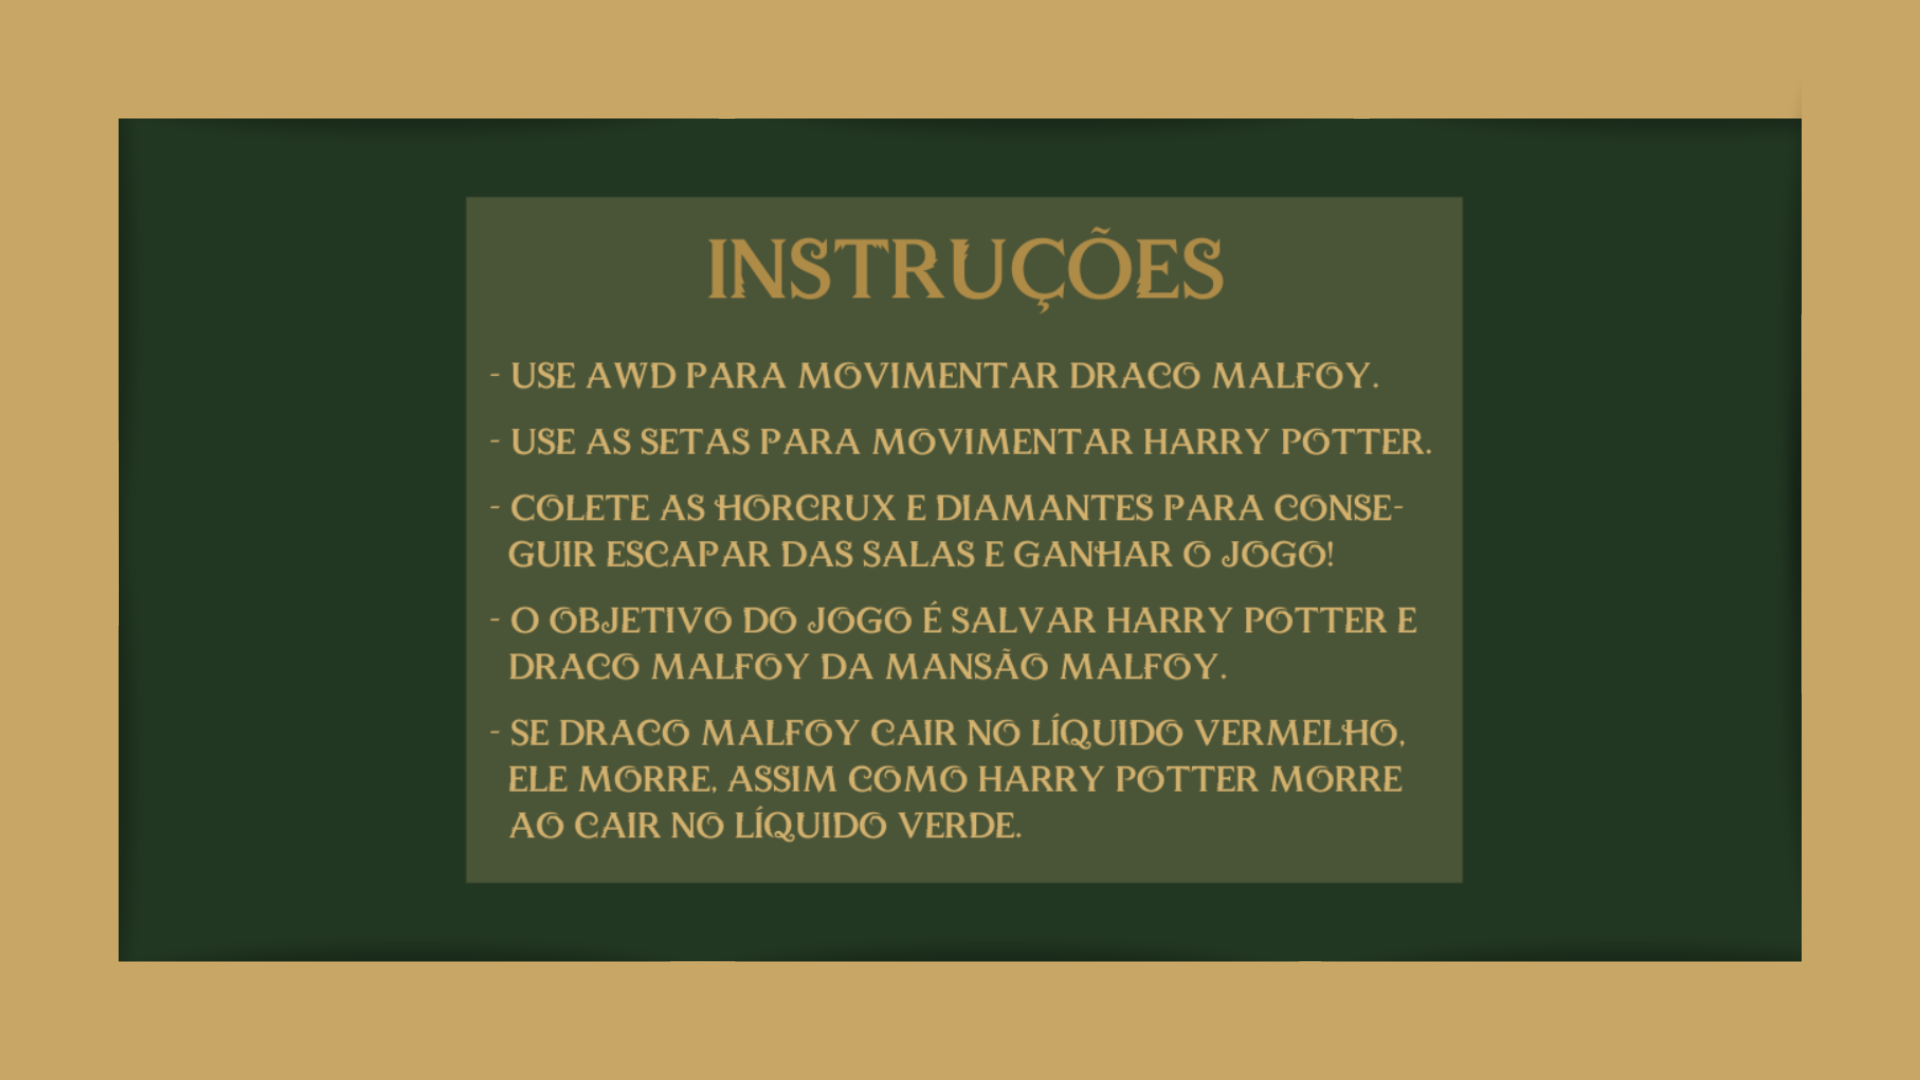 INSTRUÇÕES
- USE AWD PARA MOVIMENTAR DRACO MALFOY.
- USE AS SETAS PARA MOVIMENTAR HARRY POTTER.
- COLETE AS HORCRUX E DIAMANTES PARA CONSE-
GUIR ESCAPAR DAS SALAS E GANHAR O JOGO!
- O OBJETIVO DO JOGO É SALVAR HARRY POTTER E
DRACO MALFOY DA MANSÃO MALFOY.
- SE DRACO MALFOY CAIR NO LÍQUIDO VERMELHO,
ELE MORRE, ASSIM COMO HARRY POTTER MORRE
AO CAIR NO LÍQUIDO VERDE.